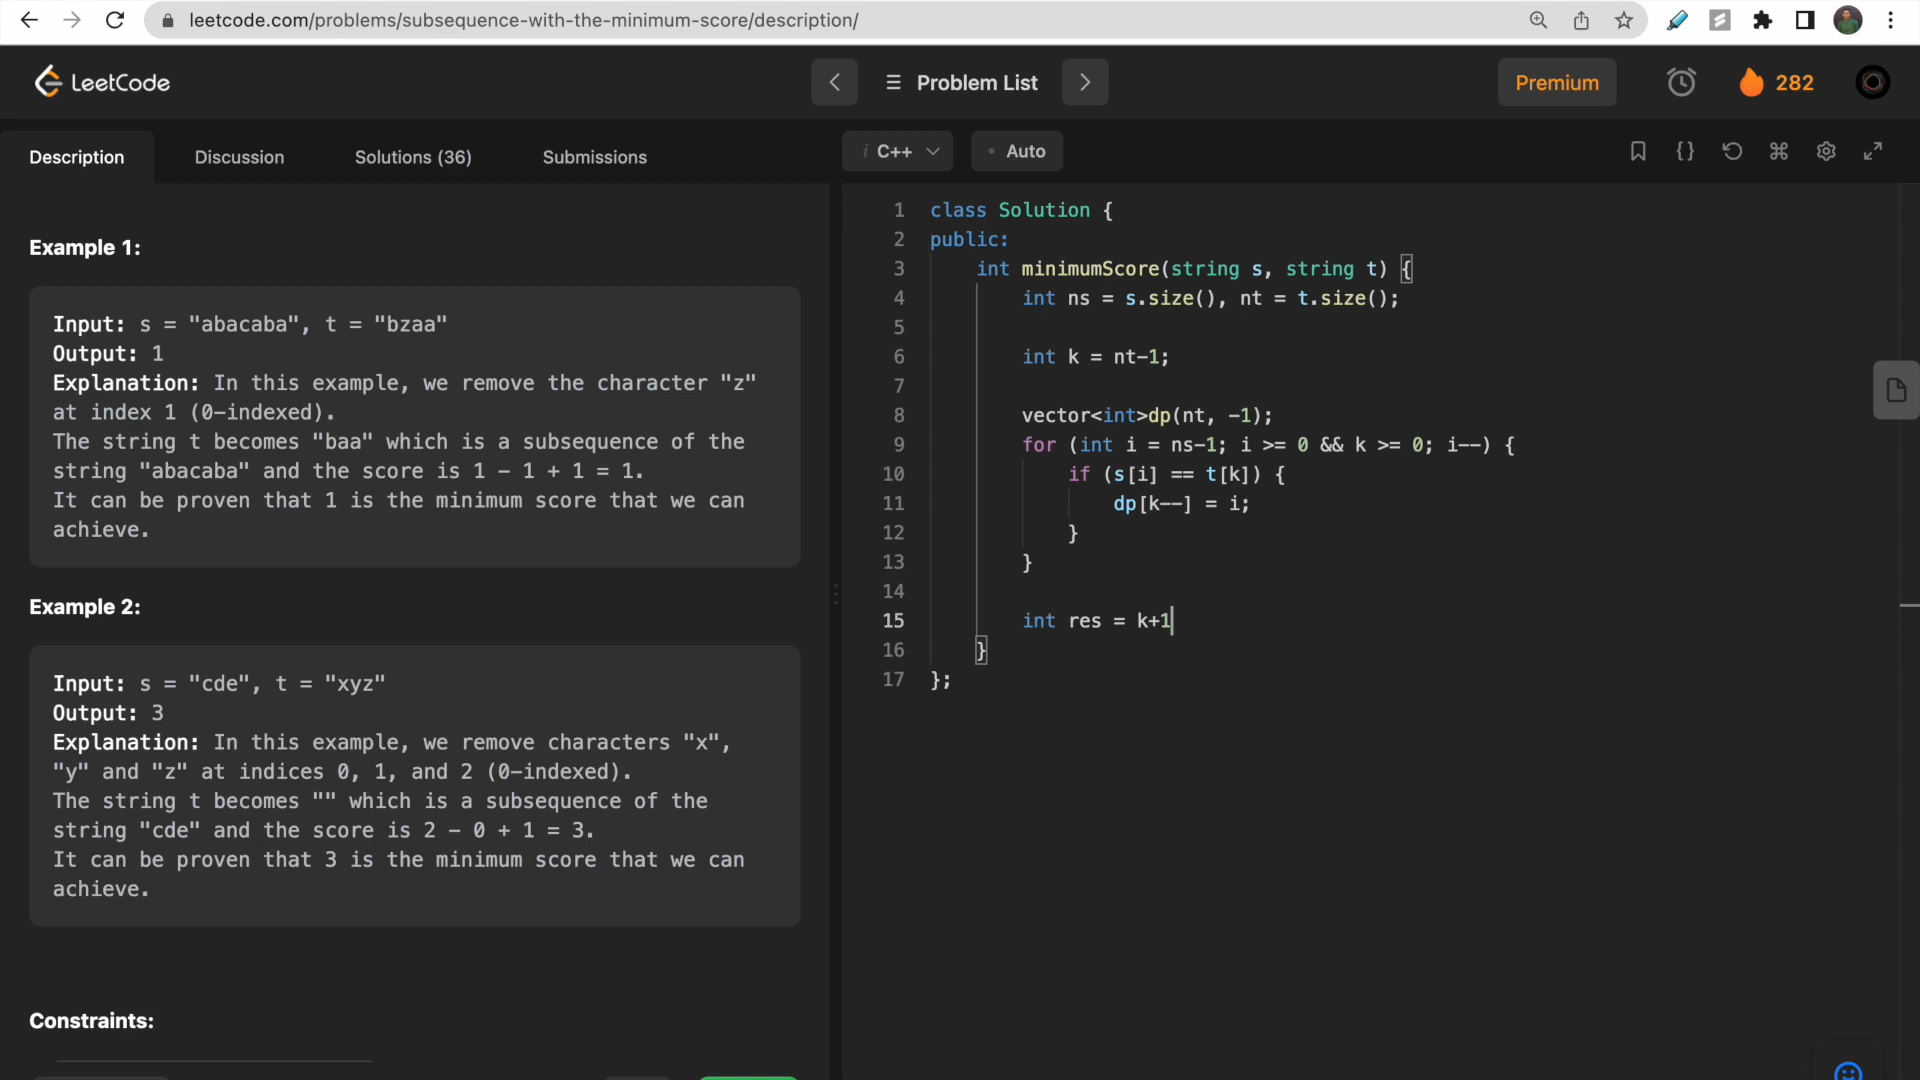 leetcode.com/problems/subsequence-with-the-minimum-score/description/
LeetCode
Problem List
Premium
282
Description
Discussion
Solutions (36)
Submissions
i C++
• Auto
Example 1:
Input: s = "abacaba", t = "bzaa"
Output: 1
Explanation: In this example, we remove the character "z"
at index 1 (0-indexed).
The string t becomes "baa" which is a subsequence of the
string "abacaba" and the score is 1 - 1 + 1 = 1.
It can be proven that 1 is the minimum score that we can
achieve.
Example 2:
Input: s = "cde", t = "xyz"
Output: 3
Explanation: In this example, we remove characters "x",
"y" and "z" at indices 0, 1, and 2 (0-indexed).
The string t becomes "" which is a subsequence of the
string "cde" and the score is 2 - 0 + 1 = 3.
It can be proven that 3 is the minimum score that we can
achieve.
Constraints:
1 class Solution {
2 public:
3 int minimumScore(string s, string t) {
4 int ns = s.size(), nt = t.size();
5
6 int k = nt-1;
7
8 vector<int>dp(nt, -1);
9 for (int i = ns-1; i >= 0 && k >= 0; i--) {
10 if (s[i] == t[k]) {
11 dp[k--] = i;
12 }
13 }
14
15 int res = k+1
16 }
17 };